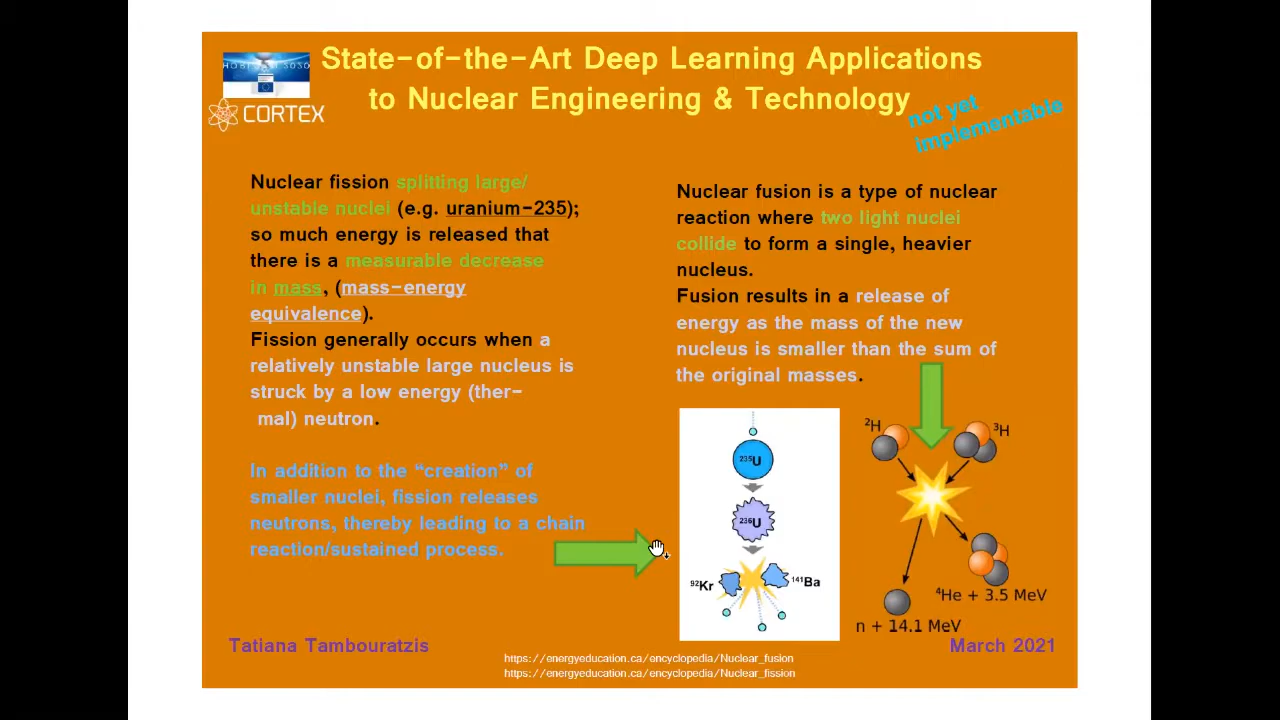 State-of-the-Art Deep Learning Applications
to Nuclear Engineering & Technology
not yet
implementable
CORTEX
Nuclear fission splitting large/
unstable nuclei (e.g. uranium-235);
so much energy is released that
there is a measurable decrease
in mass, (mass-energy
equivalence).
Fission generally occurs when a
relatively unstable large nucleus is
struck by a low energy (ther-
mal) neutron.
In addition to the “creation” of
smaller nuclei, fission releases
neutrons, thereby leading to a chain
reaction/sustained process.
Nuclear fusion is a type of nuclear
reaction where two light nuclei
collide to form a single, heavier
nucleus.
Fusion results in a release of
energy as the mass of the new
nucleus is smaller than the sum of
the original masses.
²³⁵U
²³⁶U
⁹²Kr
¹⁴¹Ba
²H
³H
⁴He + 3.5 MeV
n + 14.1 MeV
Tatiana Tambouratzis
March 2021
https://energyeducation.ca/encyclopedia/Nuclear_fusion
https://energyeducation.ca/encyclopedia/Nuclear_fission